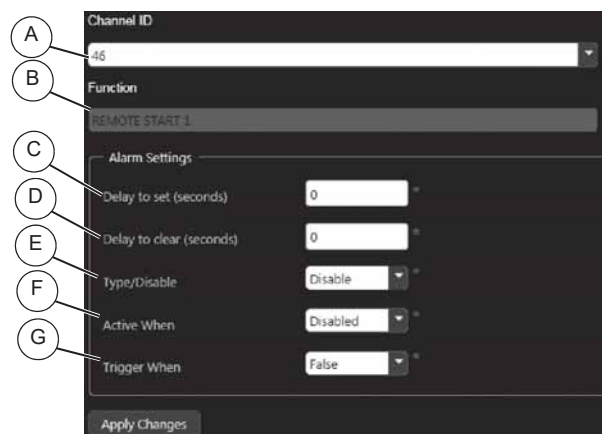 Channel ID
A
46
B
Function
REMOTE START 1
C
Alarm Settings
Delay to set (seconds) 0 *
D
Delay to clear (seconds) 0 *
E
Type/Disable Disable *
F
Active When Disabled *
G
Trigger When False *
Apply Changes